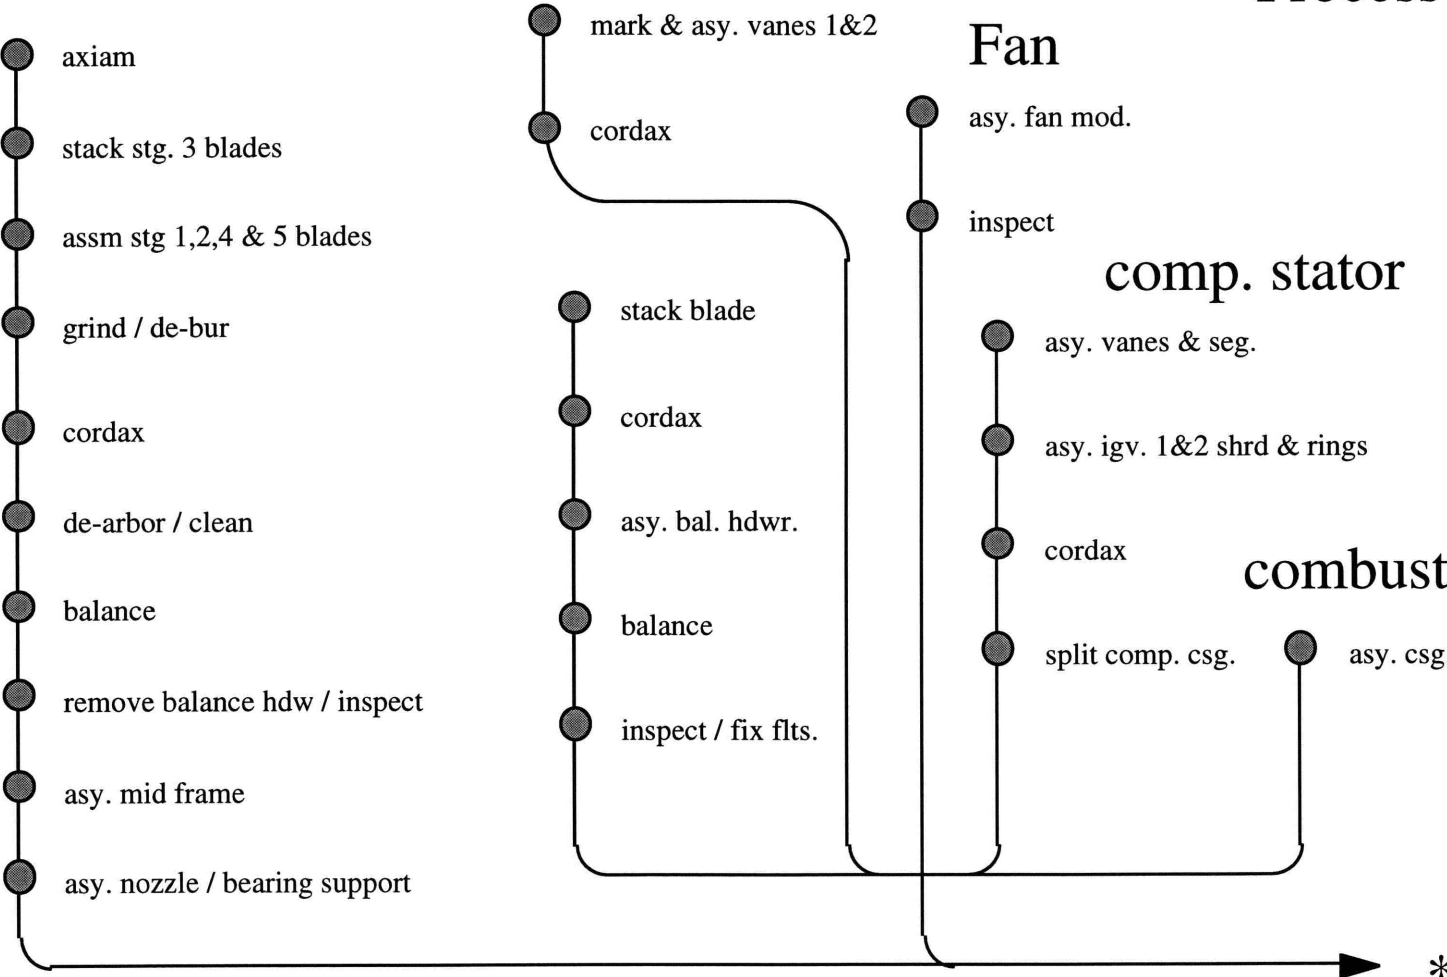 axiam
stack stg. 3 blades
assm stg 1,2,4 & 5 blades
grind / de-bur
cordax
de-arbor / clean
balance
remove balance hdw / inspect
asy. mid frame
asy. nozzle / bearing support
mark & asy. vanes 1&2
cordax
stack blade
cordax
asy. bal. hdwr.
balance
inspect / fix flts.
Fan
asy. fan mod.
inspect
comp. stator
asy. vanes & seg.
asy. igv. 1&2 shrd & rings
cordax
split comp. csg.
combust
asy. csg
*